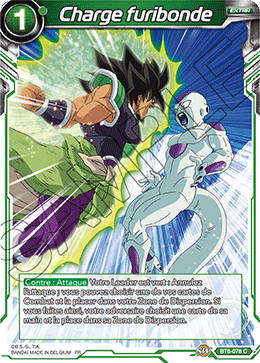 1 Charge furibonde EXTRA
Contre : Attaque Votre Leader est vert : Annulez
l'attaque ; vous pouvez choisir une de vos cartes de
Combat et la placer dans votre Zone de Dispersion. Si
vous faites ainsi, votre adversaire choisit une carte de
sa main et la place dans sa Zone de Dispersion.
©B.S./S., T.A.
BANDAI MADE IN BELGIUM FR BT6-078 C